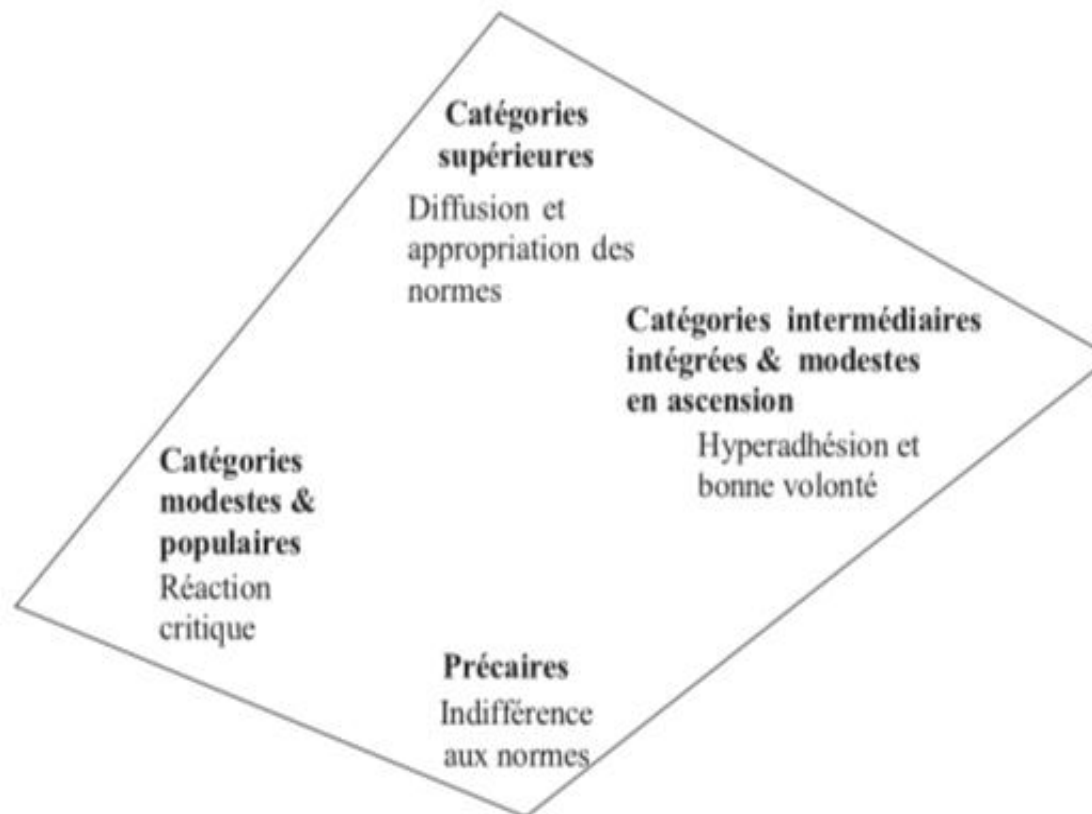 Catégories
supérieures
Diffusion et
appropriation des
normes
Catégories intermédiaires
intégrées & modestes
en ascension
Hyperadhésion et
bonne volonté
Catégories
modestes &
populaires
Réaction
critique
Précaires
Indifférence
aux normes